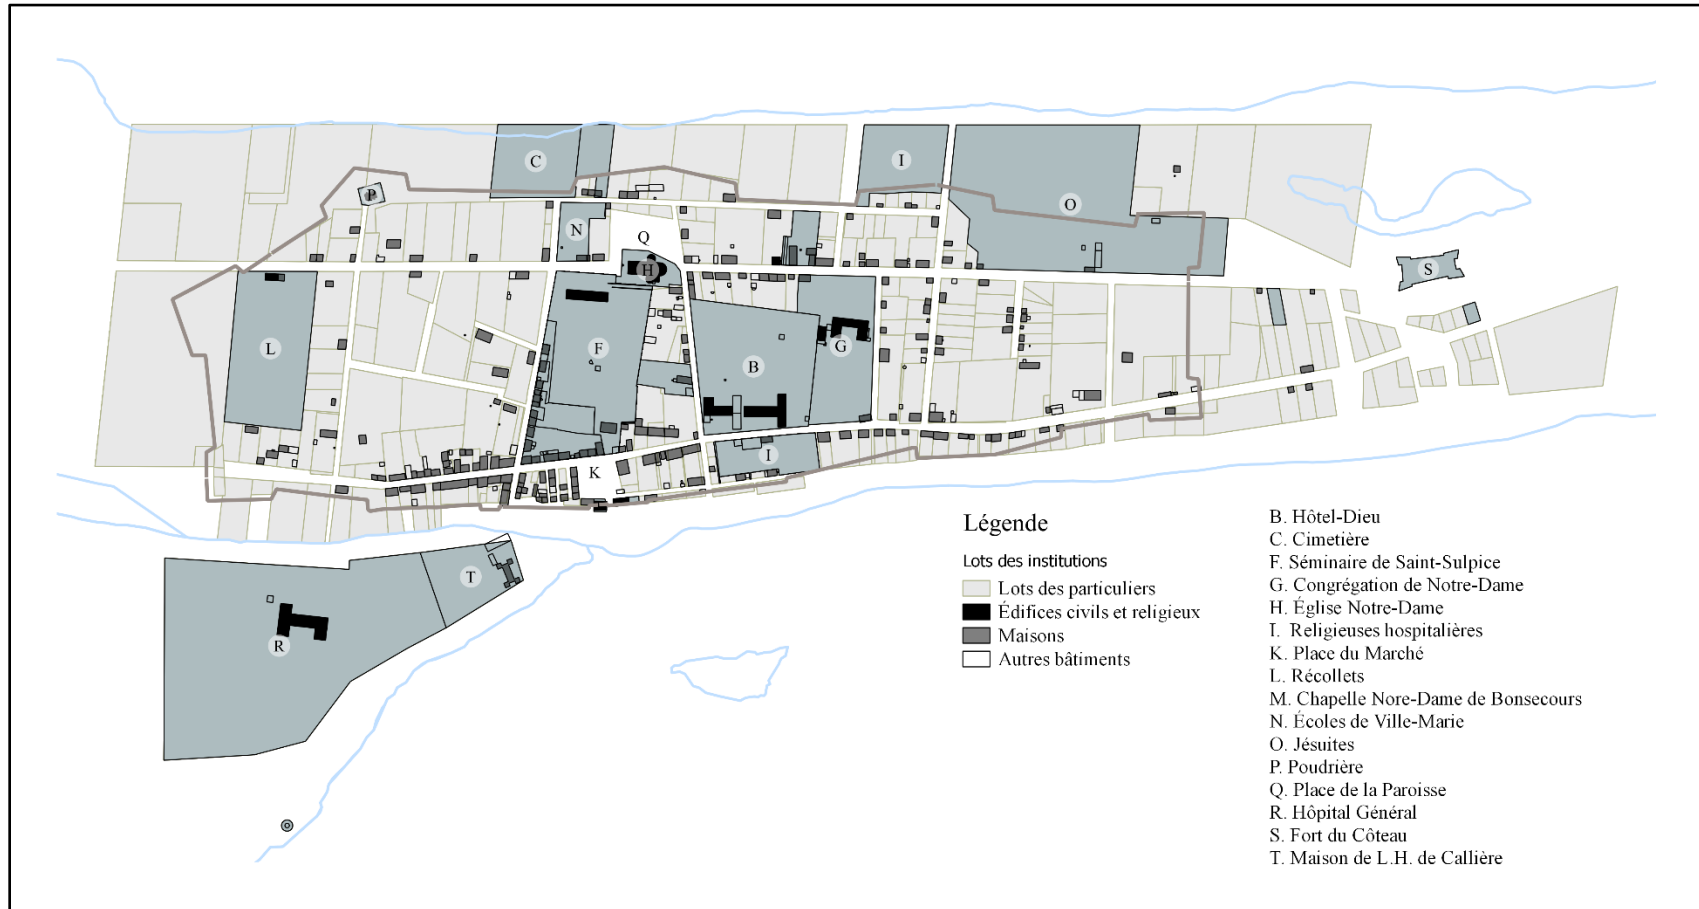 C
I
P
O
N
Q
H
S
L
F
B
G
K
I
T
R
Légende
Lots des institutions
Lots des particuliers
Édifices civils et religieux
Maisons
Autres bâtiments
B. Hôtel-Dieu
C. Cimetière
F. Séminaire de Saint-Sulpice
G. Congrégation de Notre-Dame
H. Église Notre-Dame
I. Religieuses hospitalières
K. Place du Marché
L. Récollets
M. Chapelle Nore-Dame de Bonsecours
N. Écoles de Ville-Marie
O. Jésuites
P. Poudrière
Q. Place de la Paroisse
R. Hôpital Général
S. Fort du Côteau
T. Maison de L.H. de Callière